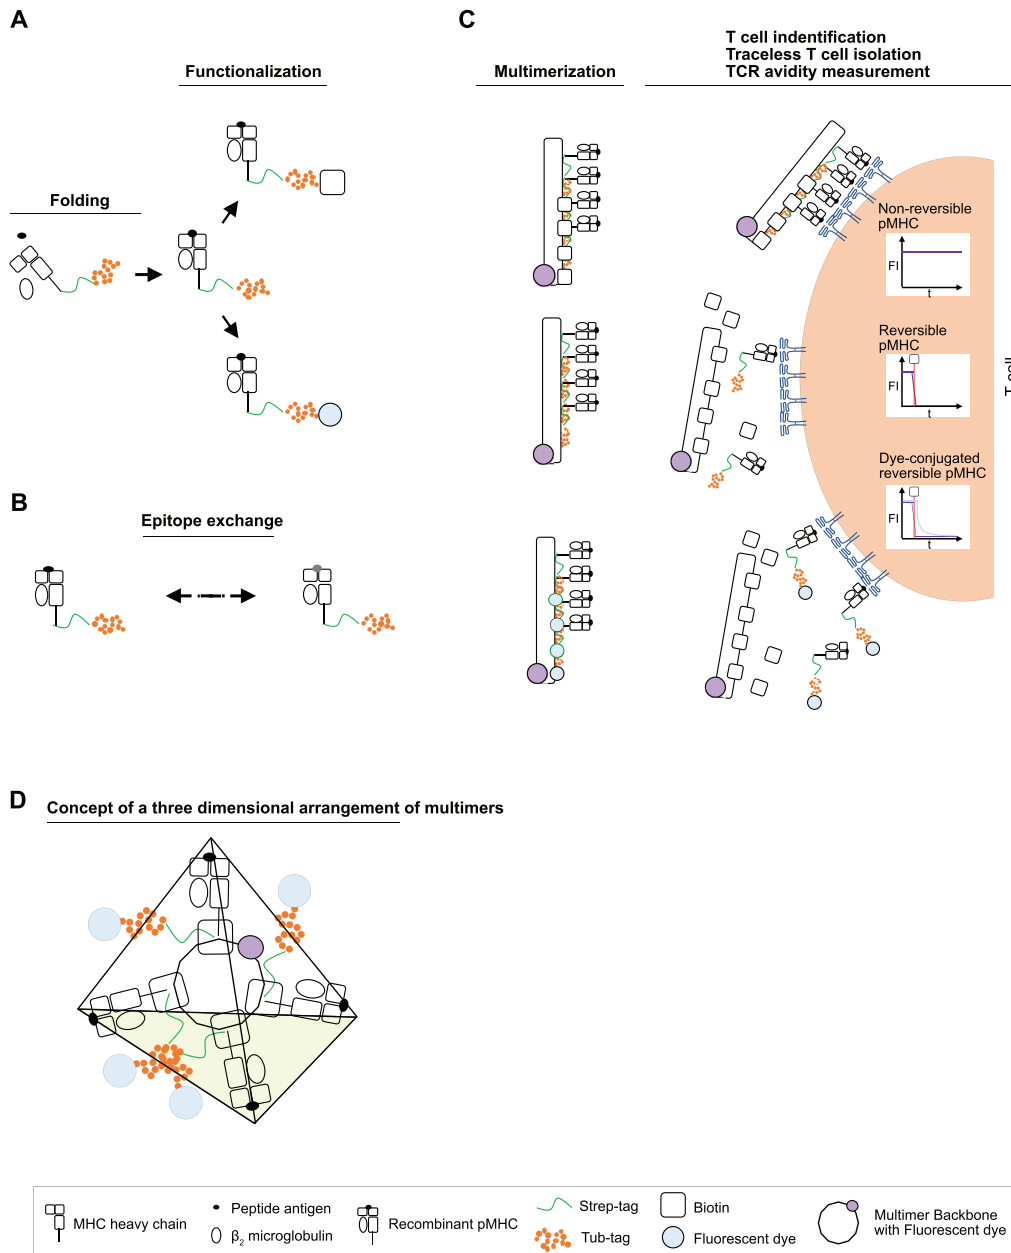 A
Functionalization
Folding
B
Epitope exchange
C
Multimerization
T cell indentification
Traceless T cell isolation
TCR avidity measurement
Non-reversible
pMHC
FI
t
Reversible
pMHC
FI
t
Dye-conjugated
reversible pMHC
FI
t
T cell
D
Concept of a three dimensional arrangement of multimers
MHC heavy chain
Peptide antigen
β2 microglobulin
Recombinant pMHC
Strep-tag
Tub-tag
Biotin
Fluorescent dye
Multimer Backbone
with Fluorescent dye